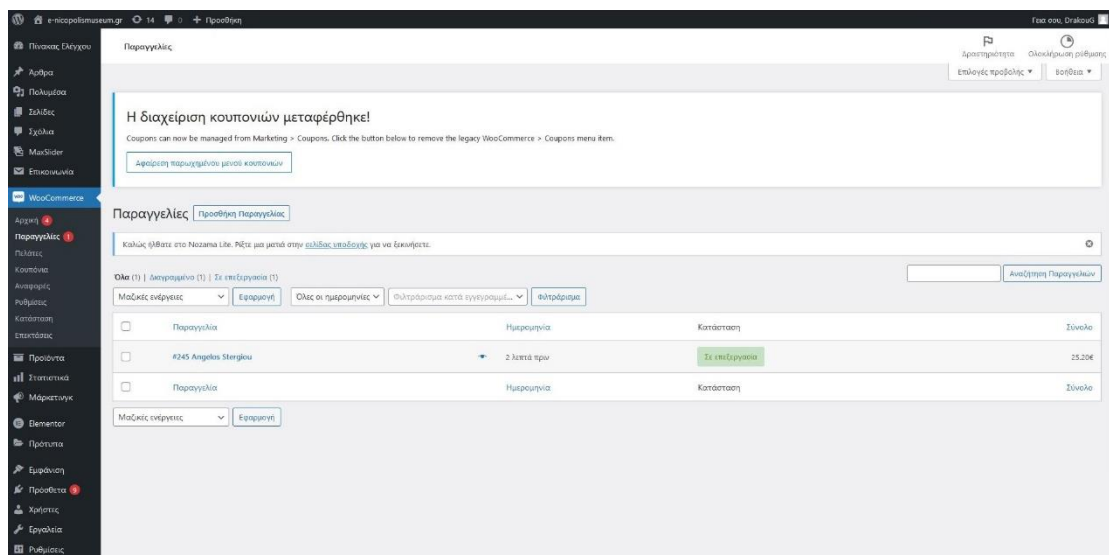 e-nicopolismuseum.gr 14 0 + Προσθήκη Γεια σου, DrakouG
Πίνακας Ελέγχου
Άρθρα
Πολυμέσα
Σελίδες
Σχόλια
MaxSlider
Επικοινωνία
WooCommerce
Αρχική 4
Παραγγελίες 1
Πελάτες
Κουπόνια
Αναφορές
Ρυθμίσεις
Κατάσταση
Επεκτάσεις
Προϊόντα
Στατιστικά
Μάρκετινγκ
Elementor
Πρότυπα
Εμφάνιση
Πρόσθετα 9
Χρήστες
Εργαλεία
Ρυθμίσεις
Παραγγελίες
Δραστηριότητα Ολοκλήρωση ρύθμισης
Επιλογές προβολής ▼ Βοήθεια ▼
Η διαχείριση κουπονιών μεταφέρθηκε!
Coupons can now be managed from Marketing > Coupons. Click the button below to remove the legacy WooCommerce > Coupons menu item.
Αφαίρεση παρωχημένου μενού κουπονιών
Παραγγελίες Προσθήκη Παραγγελίας
Καλώς ήλθατε στο Nozama Lite. Ρίξτε μια ματιά στην σελίδας υποδοχής για να ξεκινήσετε.
Όλα (1) | Διαγραμμένο (1) | Σε επεξεργασία (1)
Αναζήτηση Παραγγελιών
Μαζικές ενέργειες Εφαρμογή Όλες οι ημερομηνίες Φιλτράρισμα κατά εγγεγραμμέ... Φιλτράρισμα
Παραγγελία Ημερομηνία Κατάσταση Σύνολο
#245 Angelos Stergiou 2 λεπτά πριν Σε επεξεργασία 25.20€
Παραγγελία Ημερομηνία Κατάσταση Σύνολο
Μαζικές ενέργειες Εφαρμογή